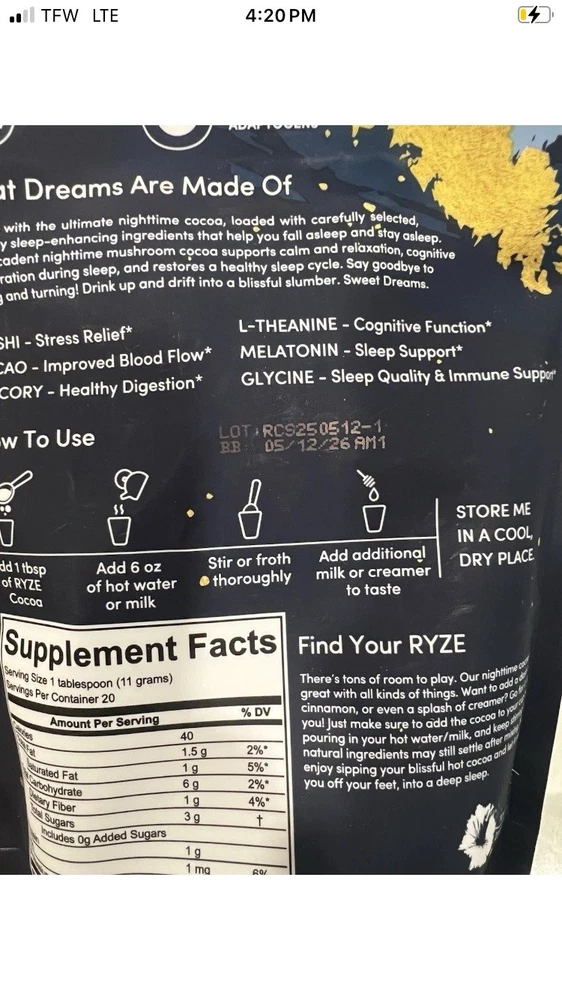 TFW LTE
4:20 PM
at Dreams Are Made Of
with the ultimate nighttime cocoa, loaded with carefully selected,
y sleep-enhancing ingredients that help you fall asleep and stay asleep.
cadent nighttime mushroom cocoa supports calm and relaxation, cognitive
ration during sleep, and restores a healthy sleep cycle. Say goodbye to
g and turning! Drink up and drift into a blissful slumber. Sweet Dreams.
SHI - Stress Relief*
CAO - Improved Blood Flow*
CORY - Healthy Digestion*
L-THEANINE - Cognitive Function*
MELATONIN - Sleep Support*
GLYCINE - Sleep Quality & Immune Support*
w To Use
LOT RCS250512-1
BB 05/12/26 AM1
dd 1 tbsp
of RYZE
Cocoa
Add 6 oz
of hot water
or milk
Stir or froth
thoroughly
Add additional
milk or creamer
to taste
STORE ME
IN A COOL,
DRY PLACE.
Supplement Facts
Serving Size 1 tablespoon (11 grams)
Servings Per Container 20
Amount Per Serving % DV
40
Fat 1.5 g 2%*
Saturated Fat 1 g 5%*
Carbohydrate 6 g 2%*
Dietary Fiber 1 g 4%*
Total Sugars 3 g †
Includes 0g Added Sugars
1 g
1 mg 6%
Find Your RYZE
There's tons of room to play. Our nighttime
great with all kinds of things. Want to add a
cinnamon, or even a splash of creamer? Go
you! Just make sure to add the cocoa to your
pouring in your hot water/milk, and keep
natural ingredients may still settle after
enjoy sipping your blissful hot cocoa and
you off your feet, into a deep sleep.